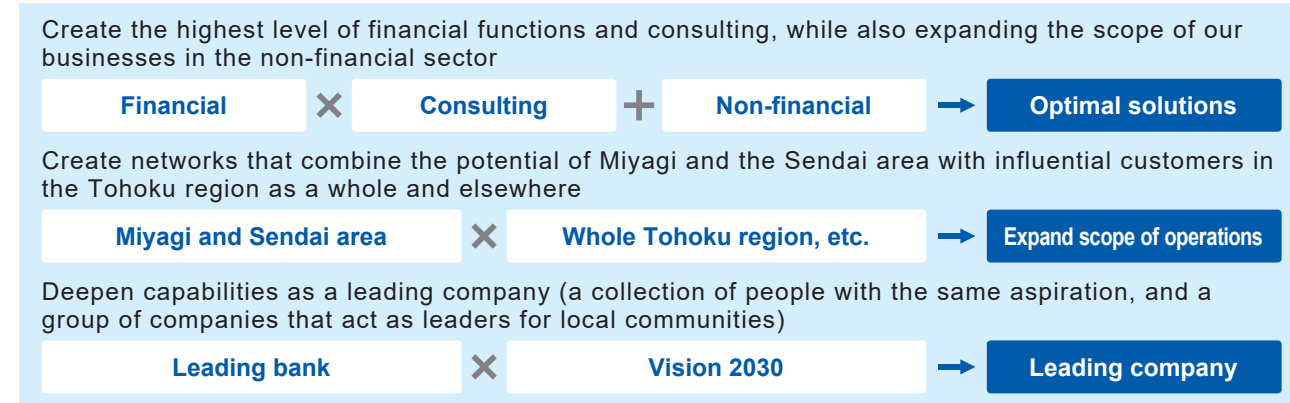 Create the highest level of financial functions and consulting, while also expanding the scope of our
businesses in the non-financial sector
Financial × Consulting + Non-financial → Optimal solutions
Create networks that combine the potential of Miyagi and the Sendai area with influential customers in
the Tohoku region as a whole and elsewhere
Miyagi and Sendai area × Whole Tohoku region, etc. → Expand scope of operations
Deepen capabilities as a leading company (a collection of people with the same aspiration, and a
group of companies that act as leaders for local communities)
Leading bank × Vision 2030 → Leading company